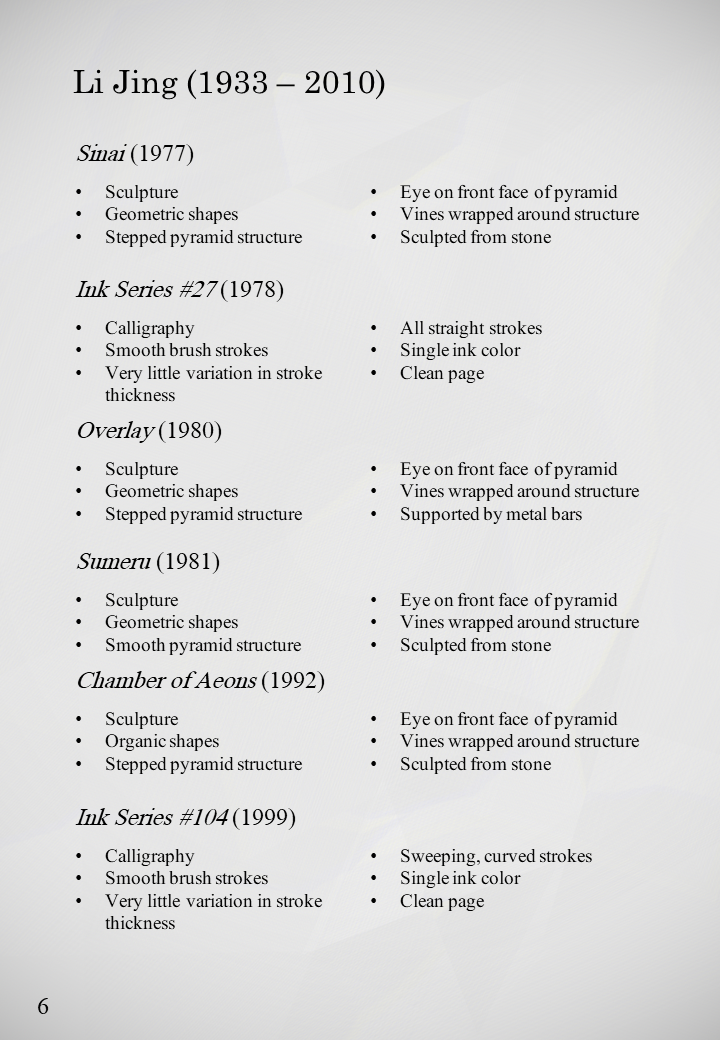 Li Jing (1933 – 2010)
Sinai (1977)
• Sculpture
• Geometric shapes
• Stepped pyramid structure
• Eye on front face of pyramid
• Vines wrapped around structure
• Sculpted from stone
Ink Series #27 (1978)
• Calligraphy
• Smooth brush strokes
• Very little variation in stroke
thickness
• All straight strokes
• Single ink color
• Clean page
Overlay (1980)
• Sculpture
• Geometric shapes
• Stepped pyramid structure
• Eye on front face of pyramid
• Vines wrapped around structure
• Supported by metal bars
Sumeru (1981)
• Sculpture
• Geometric shapes
• Smooth pyramid structure
• Eye on front face of pyramid
• Vines wrapped around structure
• Sculpted from stone
Chamber of Aeons (1992)
• Sculpture
• Organic shapes
• Stepped pyramid structure
• Eye on front face of pyramid
• Vines wrapped around structure
• Sculpted from stone
Ink Series #104 (1999)
• Calligraphy
• Smooth brush strokes
• Very little variation in stroke
thickness
• Sweeping, curved strokes
• Single ink color
• Clean page
6